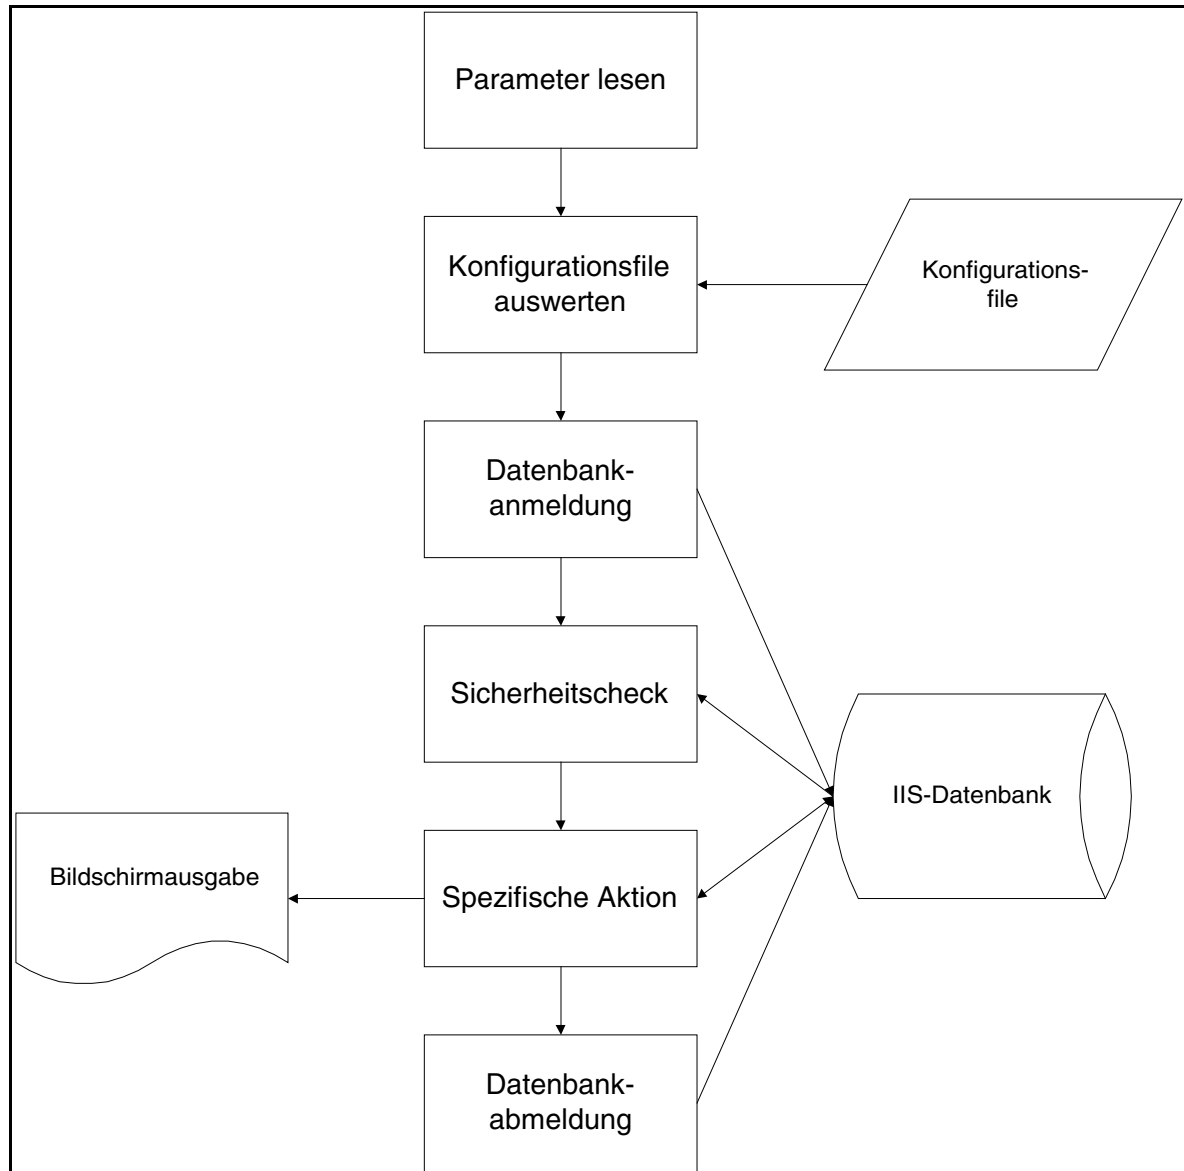 Parameter lesen
Konfigurationsfile
auswerten
Konfigurations-
file
Datenbank-
anmeldung
Sicherheitscheck
IIS-Datenbank
Bildschirmausgabe
Spezifische Aktion
Datenbank-
abmeldung